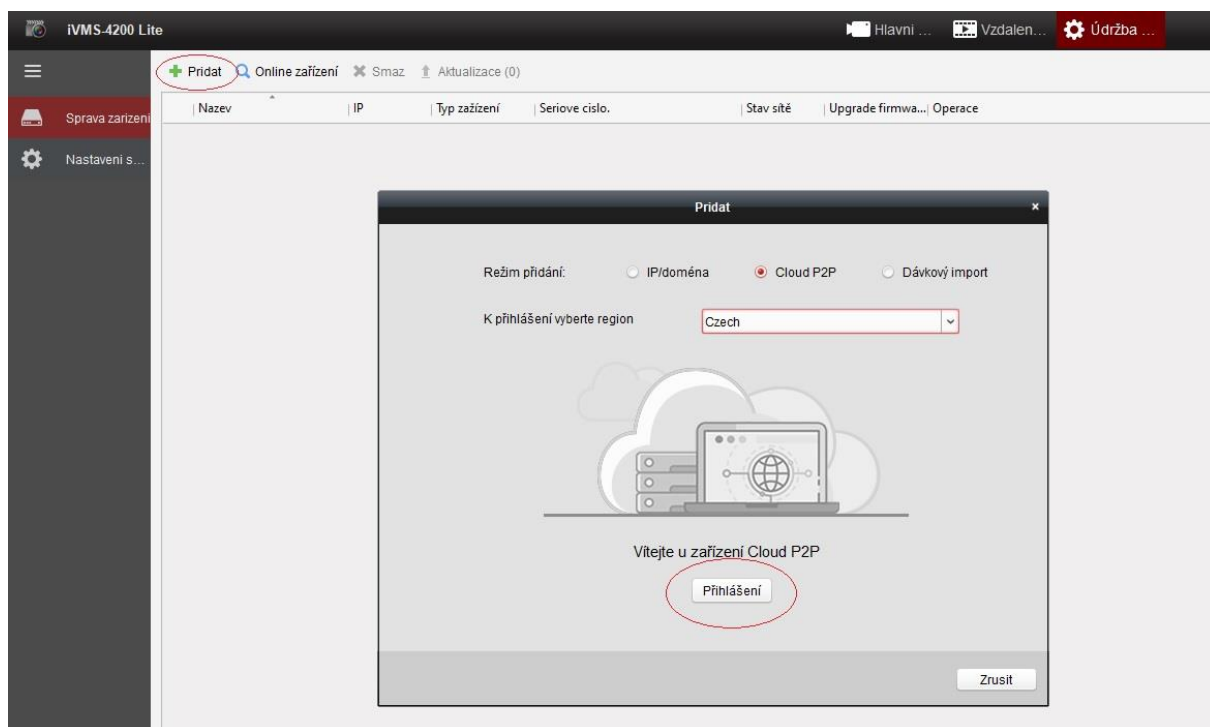 iVMS-4200 Lite
Hlavni ... Vzdalen... Údržba ...
Pridat Online zařízení Smaz Aktualizace (0)
Nazev IP Typ zažízení Seriove cislo. Stav sítě Upgrade firmwa... Operace
Sprava zarizeni
Nastaveni s...
Pridat
Režim přidání: IP/doména Cloud P2P Dávkový import
K přihlášení vyberte region Czech
Vítejte u zařízení Cloud P2P
Přihlášení
Zrusit